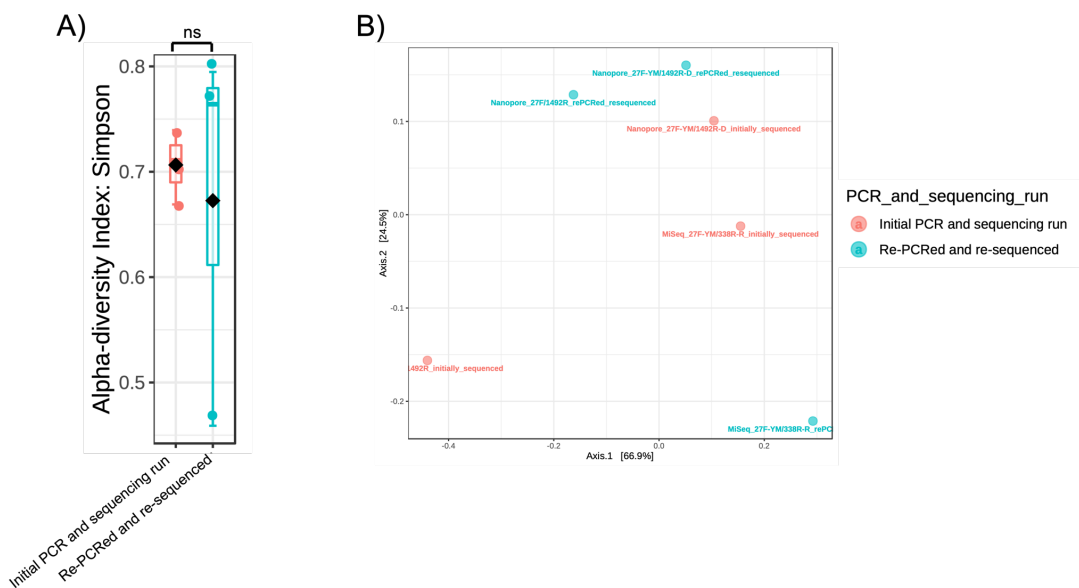 A)
B)
ns
Alpha-diversity Index: Simpson
0.8
0.7
0.6
0.5
Initial PCR and sequencing run
Re-PCRed and re-sequenced
Axis.2 [24.5%]
0.1
0.0
-0.1
-0.2
Nanopore_27F-YM/1492R-D_rePCRed_resequenced
Nanopore_27F/1492R_rePCRed_resequenced
Nanopore_27F-YM/1492R-D_initially_sequenced
MiSeq_27F-YM/338R-R_initially_sequenced
1492R_initially_sequenced
MiSeq_27F-YM/338R-R_rePC
-0.4
-0.2
0.0
0.2
Axis.1 [66.9%]
PCR_and_sequencing_run
a Initial PCR and sequencing run
a Re-PCRed and re-sequenced